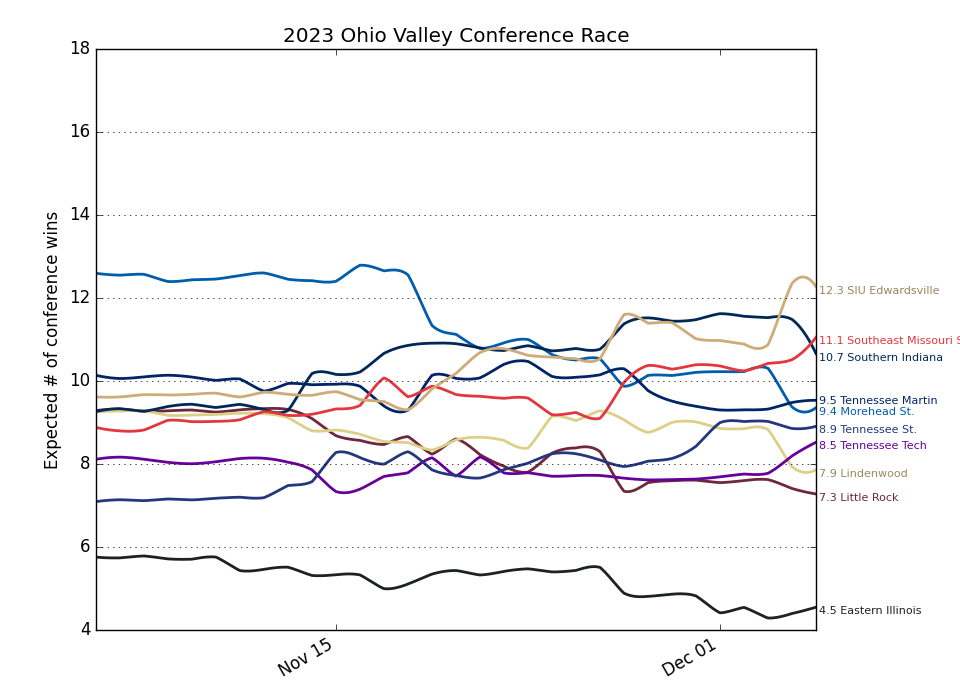 2023 Ohio Valley Conference Race
Expected # of conference wins
18
16
14
12
10
8
6
4
Nov 15
Dec 01
12.3 SIU Edwardsville
11.1 Southeast Missouri S
10.7 Southern Indiana
9.5 Tennessee Martin
9.4 Morehead St.
8.9 Tennessee St.
8.5 Tennessee Tech
7.9 Lindenwood
7.3 Little Rock
4.5 Eastern Illinois